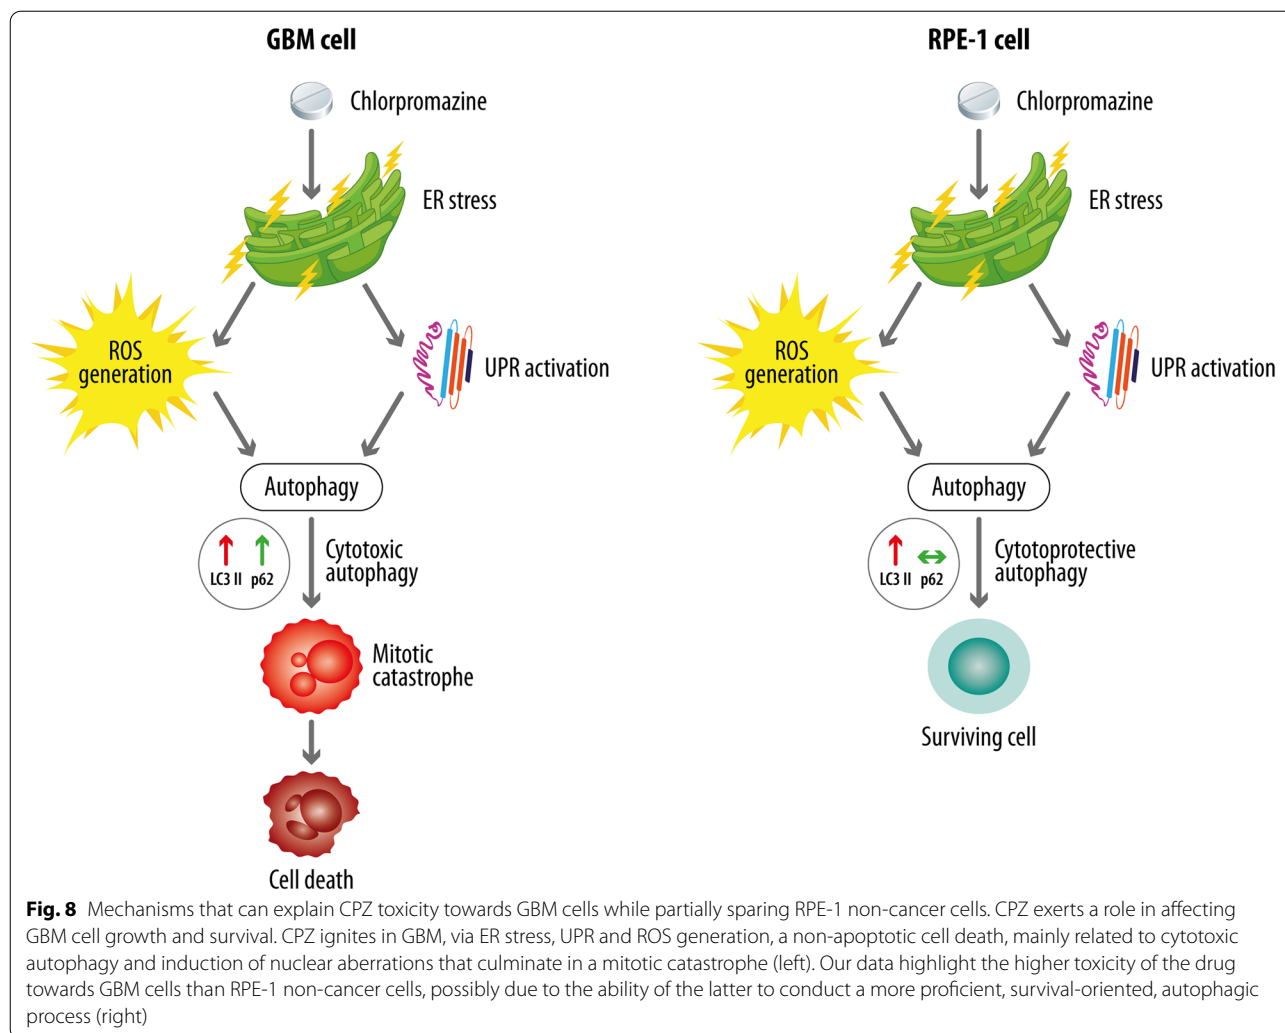 GBM cell
Chlorpromazine
ER stress
ROS
generation
UPR activation
Autophagy
LC3 II p62
Cytotoxic
autophagy
Mitotic
catastrophe
Cell death
RPE-1 cell
Chlorpromazine
ER stress
ROS
generation
UPR activation
Autophagy
LC3 II p62
Cytotoprotective
autophagy
Surviving cell
Fig. 8 Mechanisms that can explain CPZ toxicity towards GBM cells while partially sparing RPE-1 non-cancer cells. CPZ exerts a role in affecting
GBM cell growth and survival. CPZ ignites in GBM, via ER stress, UPR and ROS generation, a non-apoptotic cell death, mainly related to cytotoxic
autophagy and induction of nuclear aberrations that culminate in a mitotic catastrophe (left). Our data highlight the higher toxicity of the drug
towards GBM cells than RPE-1 non-cancer cells, possibly due to the ability of the latter to conduct a more proficient, survival-oriented, autophagic
process (right)